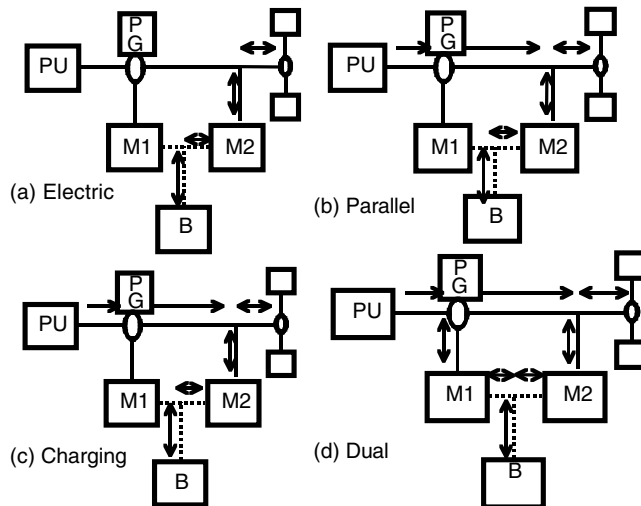 P
G
PU
M1
M2
B
(a) Electric
P
G
PU
M1
M2
B
(b) Parallel
P
G
PU
M1
M2
B
(c) Charging
P
G
PU
M1
M2
B
(d) Dual